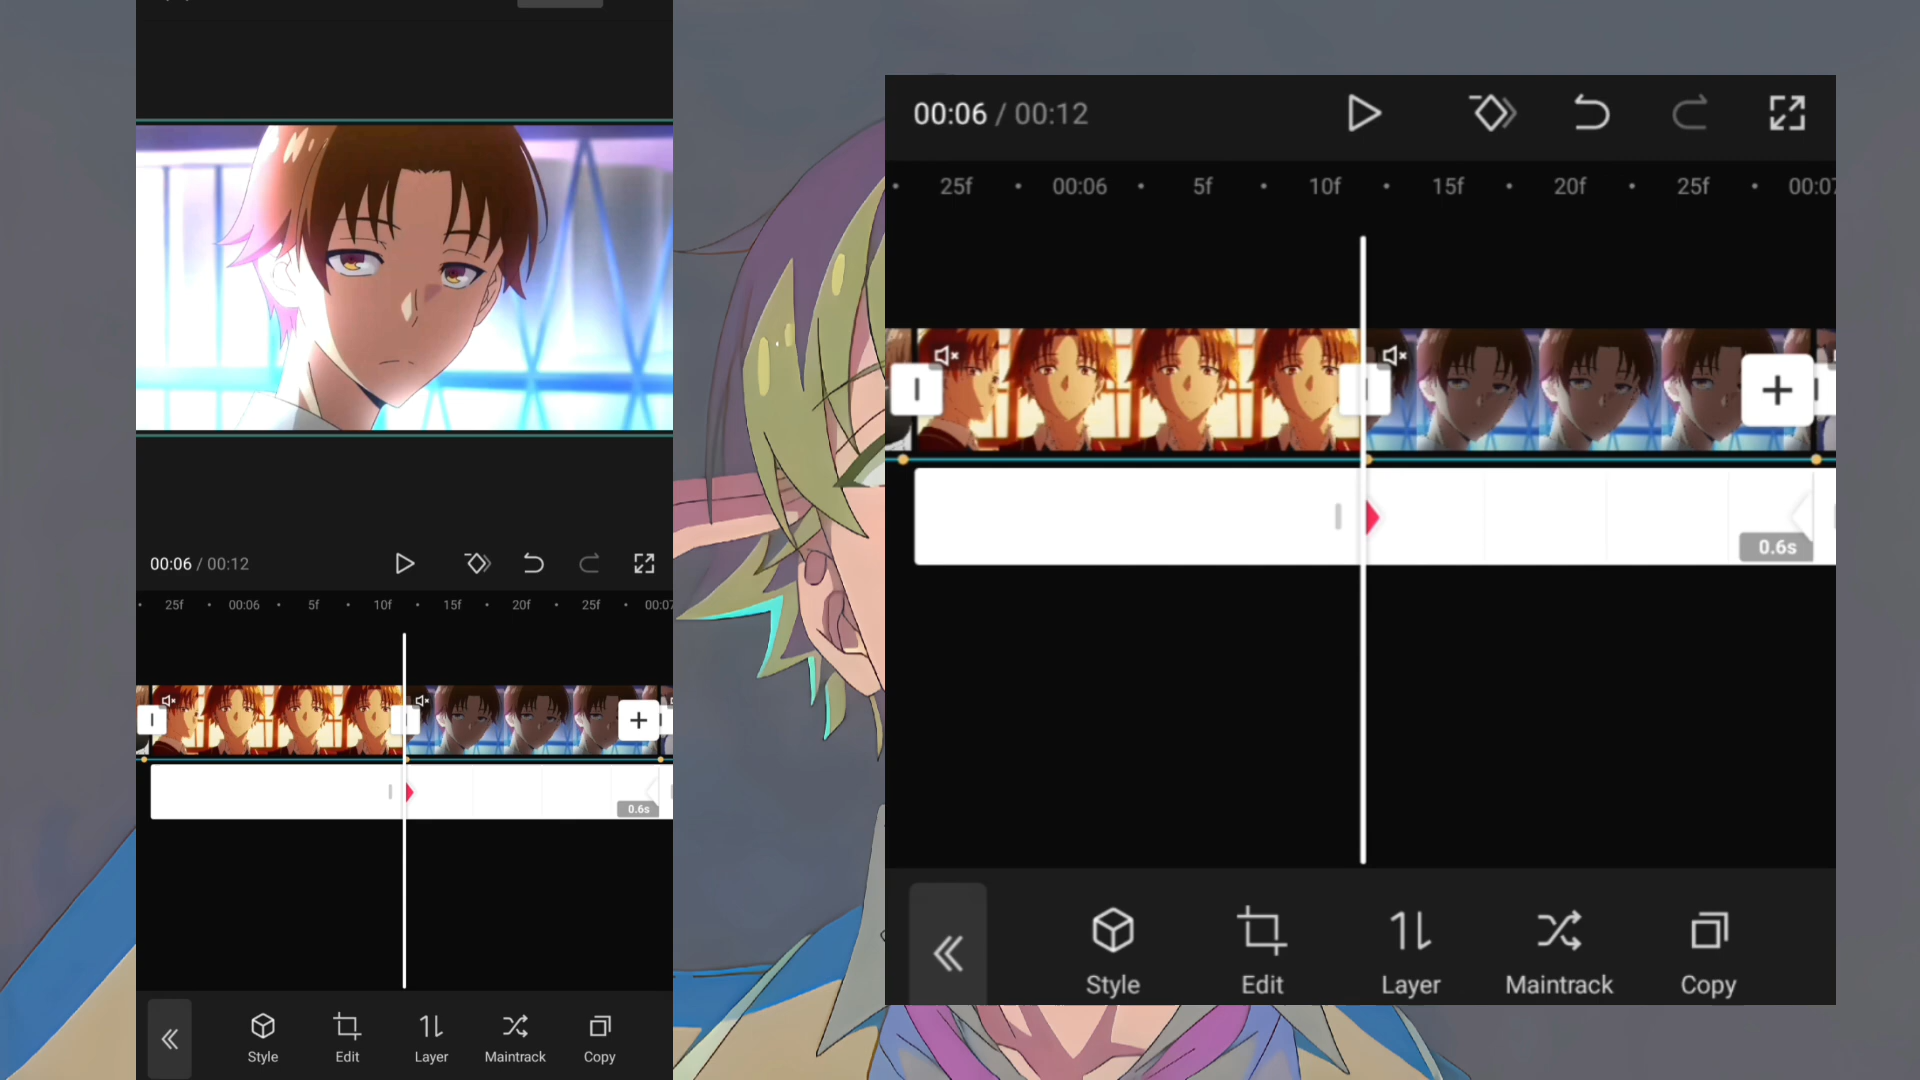 00:06 / 00:12
25f 00:06 5f 10f 15f 20f 25f 00:07
0.6s
Style Edit Layer Maintrack Copy
00:06 / 00:12
25f 00:06 5f 10f 15f 20f 25f 00:07
0.6s
Style Edit Layer Maintrack Copy